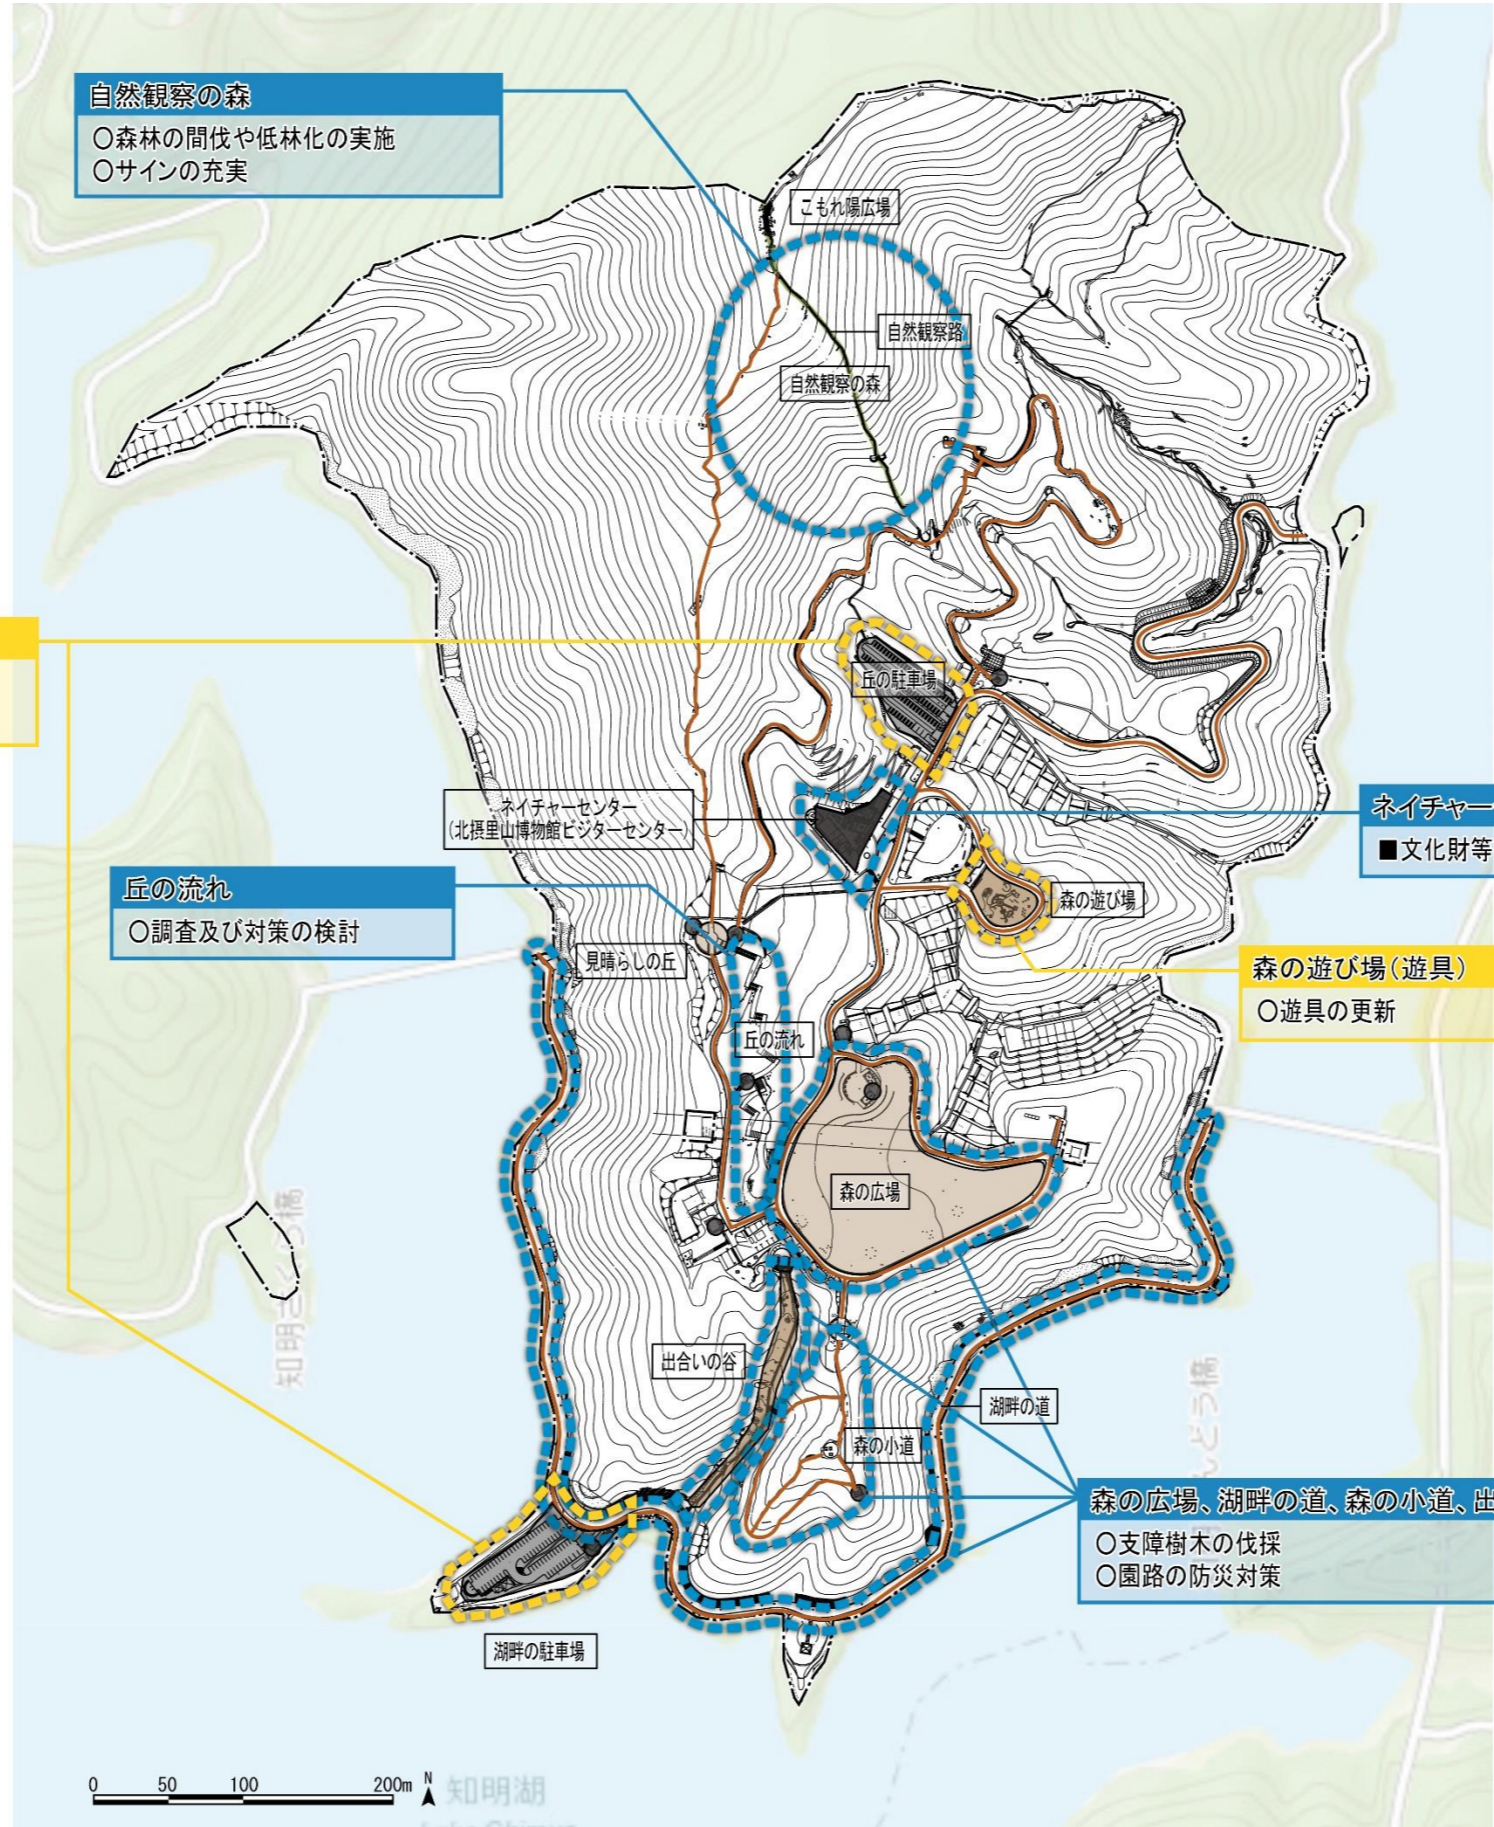 自然観察の森
〇森林の間伐や低林化の実施
〇サインの充実
こもれ陽広場
自然観察路
自然観察の森
丘の駐車場
ネイチャーセンター
(北摂里山博物館ビジターセンター)
ネイチャー
■文化財等
丘の流れ
〇調査及び対策の検討
森の遊び場
見晴らしの丘
森の遊び場(遊具)
〇遊具の更新
丘の流れ
森の広場
出合いの谷
湖畔の道
森の小道
森の広場、湖畔の道、森の小道、出
〇支障樹木の伐採
〇園路の防災対策
湖畔の駐車場
0 50 100 200m N
知明湖